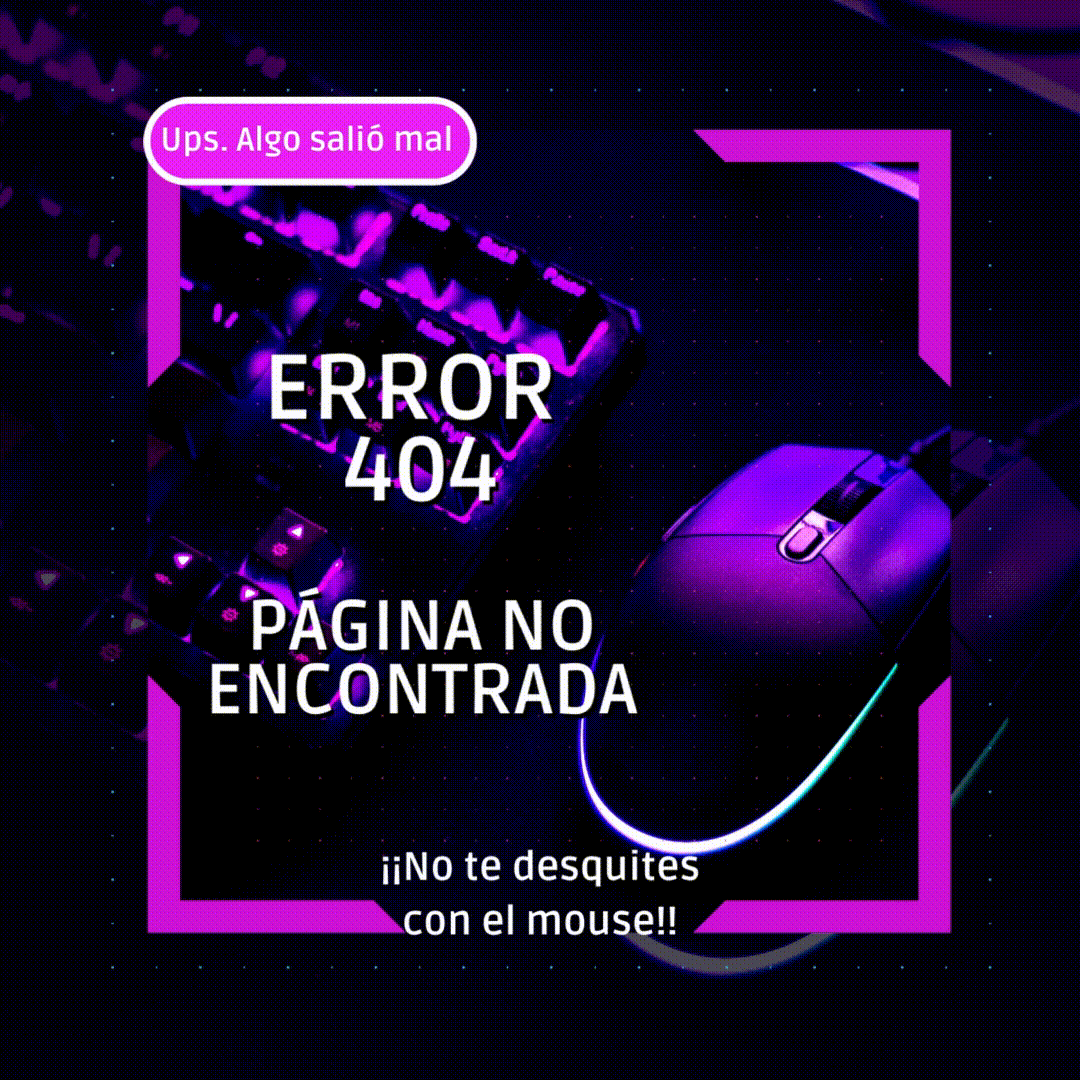 Ups. Algo salió mal
ERROR
404
PÁGINA NO
ENCONTRADA
¡¡No te desquites
con el mouse!!